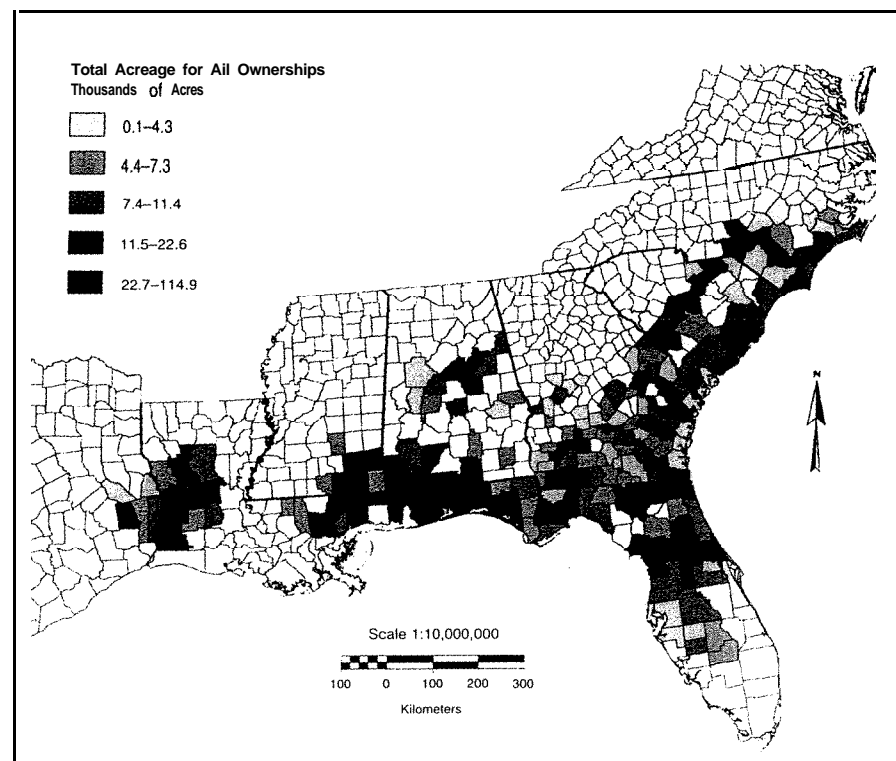 Total Acreage for Ail Ownerships
Thousands of Acres
0.1–4.3
4.4–7.3
7.4–11.4
11.5–22.6
22.7–114.9
N
Scale 1:10,000,000
100 0 100 200 300
Kilometers